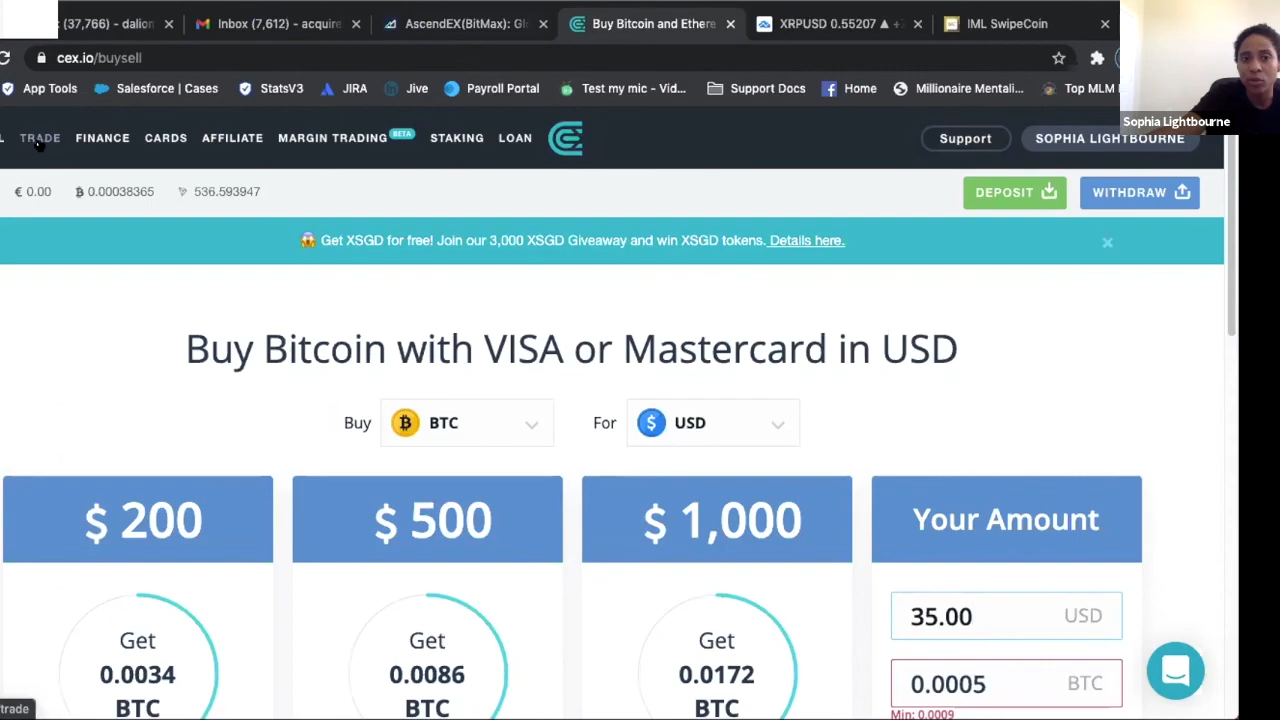 (37,766) - dalion
Inbox (7,612) - acquire
AscendEX(BitMax): Gl
Buy Bitcoin and Ethere
XRPUSD 0.55207 ▲ +
IML SwipeCoin
cex.io/buysell
App Tools
Salesforce | Cases
StatsV3
JIRA
Jive
Payroll Portal
Test my mic - Vid...
Support Docs
Home
Millionaire Mentali...
Top MLM
Sophia Lightbourne
L
TRADE
FINANCE
CARDS
AFFILIATE
MARGIN TRADING BETA
STAKING
LOAN
Support
SOPHIA LIGHTBOURNE
€ 0.00
₿ 0.00038365
536.593947
DEPOSIT
WITHDRAW
Get XSGD for free! Join our 3,000 XSGD Giveaway and win XSGD tokens. Details here.
Buy Bitcoin with VISA or Mastercard in USD
Buy
BTC
For
USD
$ 200
$ 500
$ 1,000
Your Amount
Get
0.0034
BTC
Get
0.0086
BTC
Get
0.0172
BTC
35.00 USD
0.0005 BTC
Min: 0.0009
trade